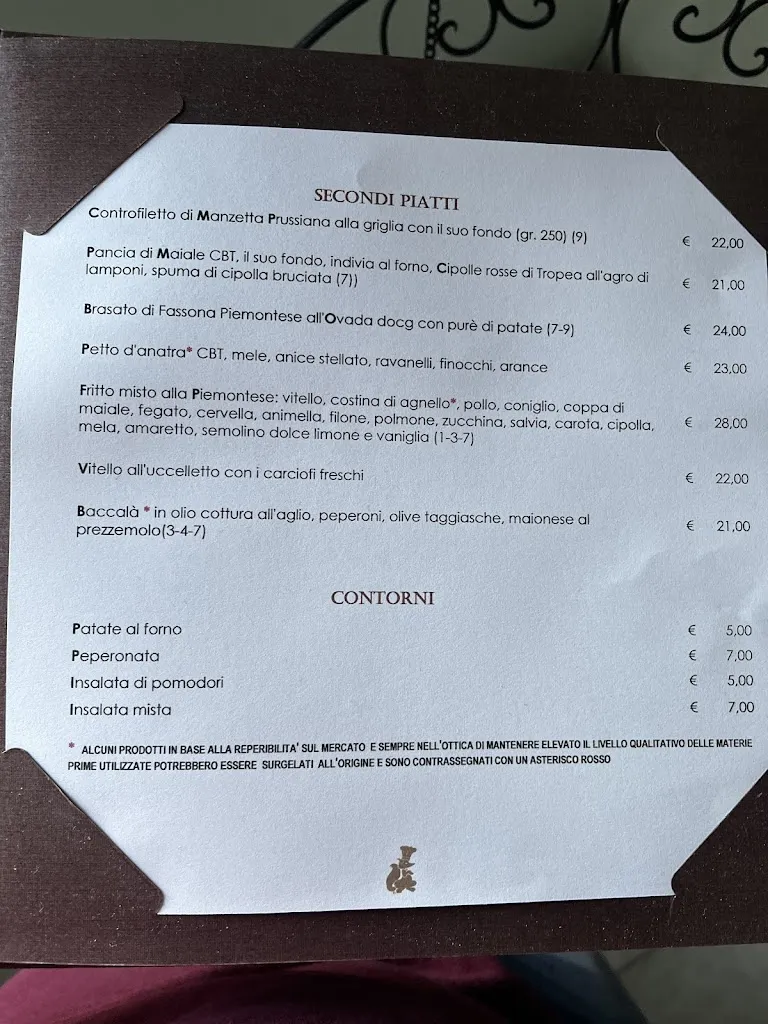 SECONDI PIATTI
Controfiletto di Manzetta Prussiana alla griglia con il suo fondo (gr. 250) (9) € 22,00
Pancia di Maiale CBT, il suo fondo, indivia al forno, Cipolle rosse di Tropea all'agro di
lamponi, spuma di cipolla bruciata (7)) € 21,00
Brasato di Fassona Piemontese all'Ovada docg con purè di patate (7-9) € 24,00
Petto d'anatra* CBT, mele, anice stellato, ravanelli, finocchi, arance € 23,00
Fritto misto alla Piemontese: vitello, costina di agnello*, pollo, coniglio, coppa di
maiale, fegato, cervella, animella, filone, polmone, zucchina, salvia, carota, cipolla, € 28,00
mela, amaretto, semolino dolce limone e vaniglia (1-3-7)
Vitello all'uccelletto con i carciofi freschi € 22,00
Baccalà * in olio cottura all'aglio, peperoni, olive taggiasche, maionese al € 21,00
prezzemolo(3-4-7)
CONTORNI
Patate al forno € 5,00
Peperonata € 7,00
Insalata di pomodori € 5,00
Insalata mista € 7,00
* ALCUNI PRODOTTI IN BASE ALLA REPERIBILITA' SUL MERCATO E SEMPRE NELL'OTTICA DI MANTENERE ELEVATO IL LIVELLO QUALITATIVO DELLE MATERIE
PRIME UTILIZZATE POTREBBERO ESSERE SURGELATI ALL'ORIGINE E SONO CONTRASSEGNATI CON UN ASTERISCO ROSSO